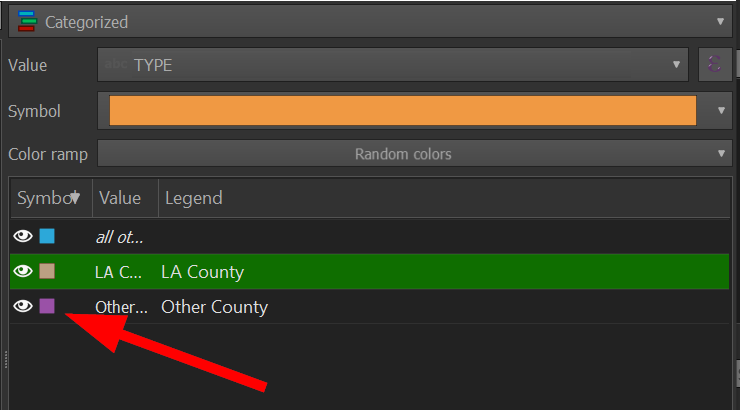 Categorized
Value TYPE
Symbol
Color ramp Random colors
Symbol Value Legend
all ot...
LA C... LA County
Other... Other County